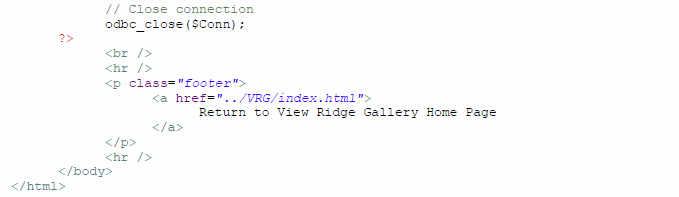 // Close connection
odbc_close($Conn);
?>
<br />
<hr />
<p class="footer">
<a href="../VRG/index.html">
Return to View Ridge Gallery Home Page
</a>
</p>
<hr />
</body>
</html>